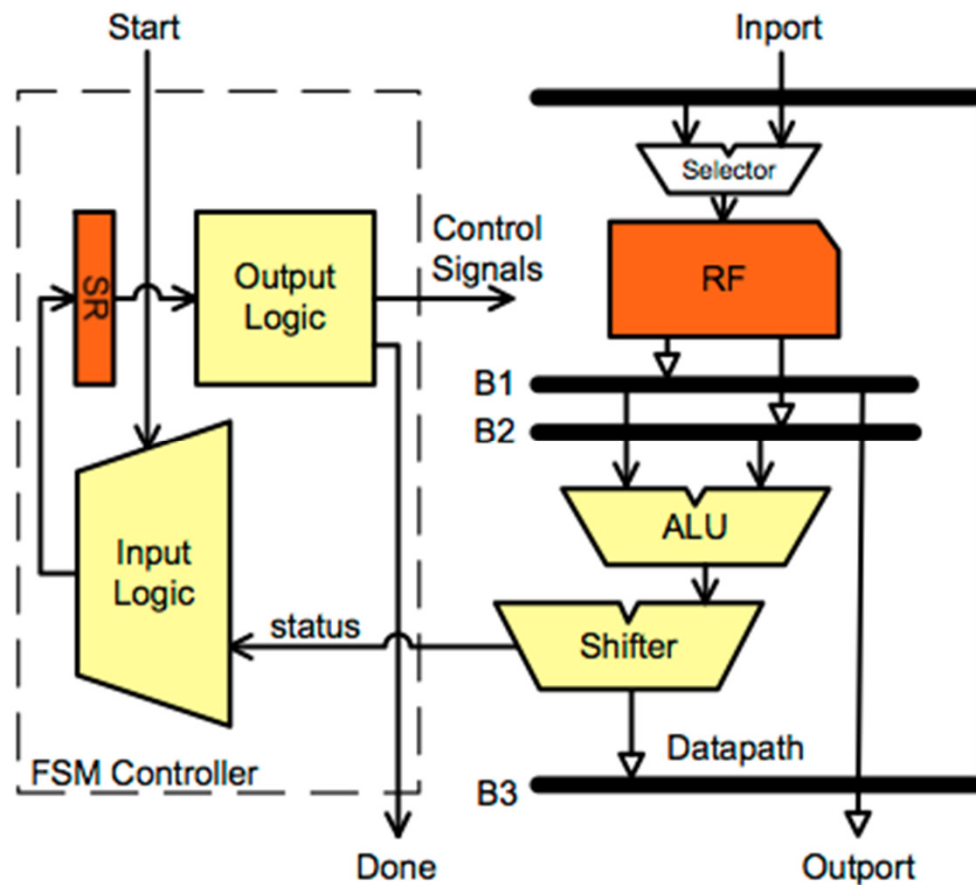 Start
Inport
Selector
Control
Signals
SR
Output
Logic
RF
B1
B2
ALU
Input
Logic
status
Shifter
Datapath
FSM Controller
B3
Done
Outport